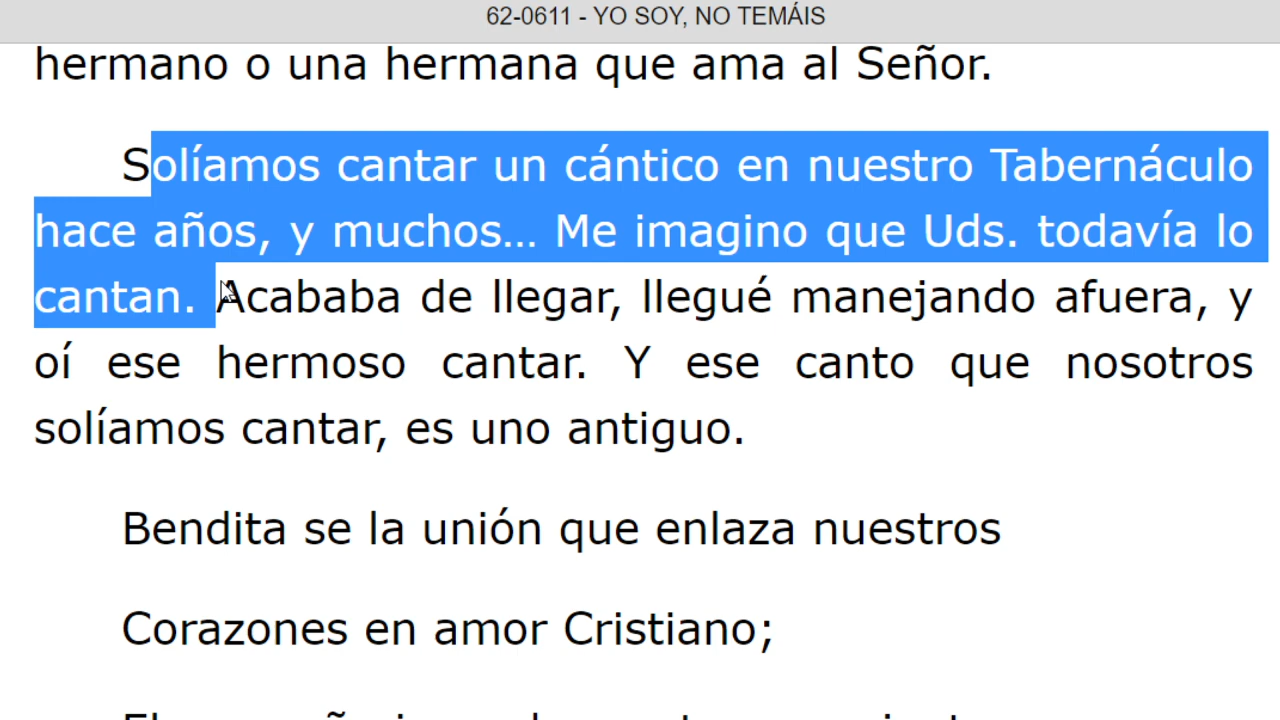 62-0611 - YO SOY, NO TEMÁIS
hermano o una hermana que ama al Señor.
Solíamos cantar un cántico en nuestro Tabernáculo
hace años, y muchos… Me imagino que Uds. todavía lo
cantan. Acababa de llegar, llegué manejando afuera, y
oí ese hermoso cantar. Y ese canto que nosotros
solíamos cantar, es uno antiguo.
Bendita se la unión que enlaza nuestros
Corazones en amor Cristiano;